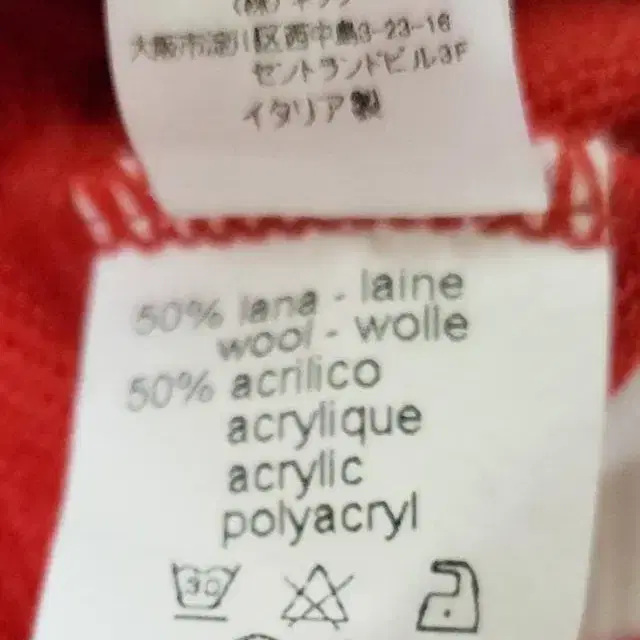 大阪市淀川区西中島3-23-16
セントランドビル3F
イタリア製
50% lana - laine
wool - wolle
50% acrilico
acrylique
acrylic
polyacryl
30